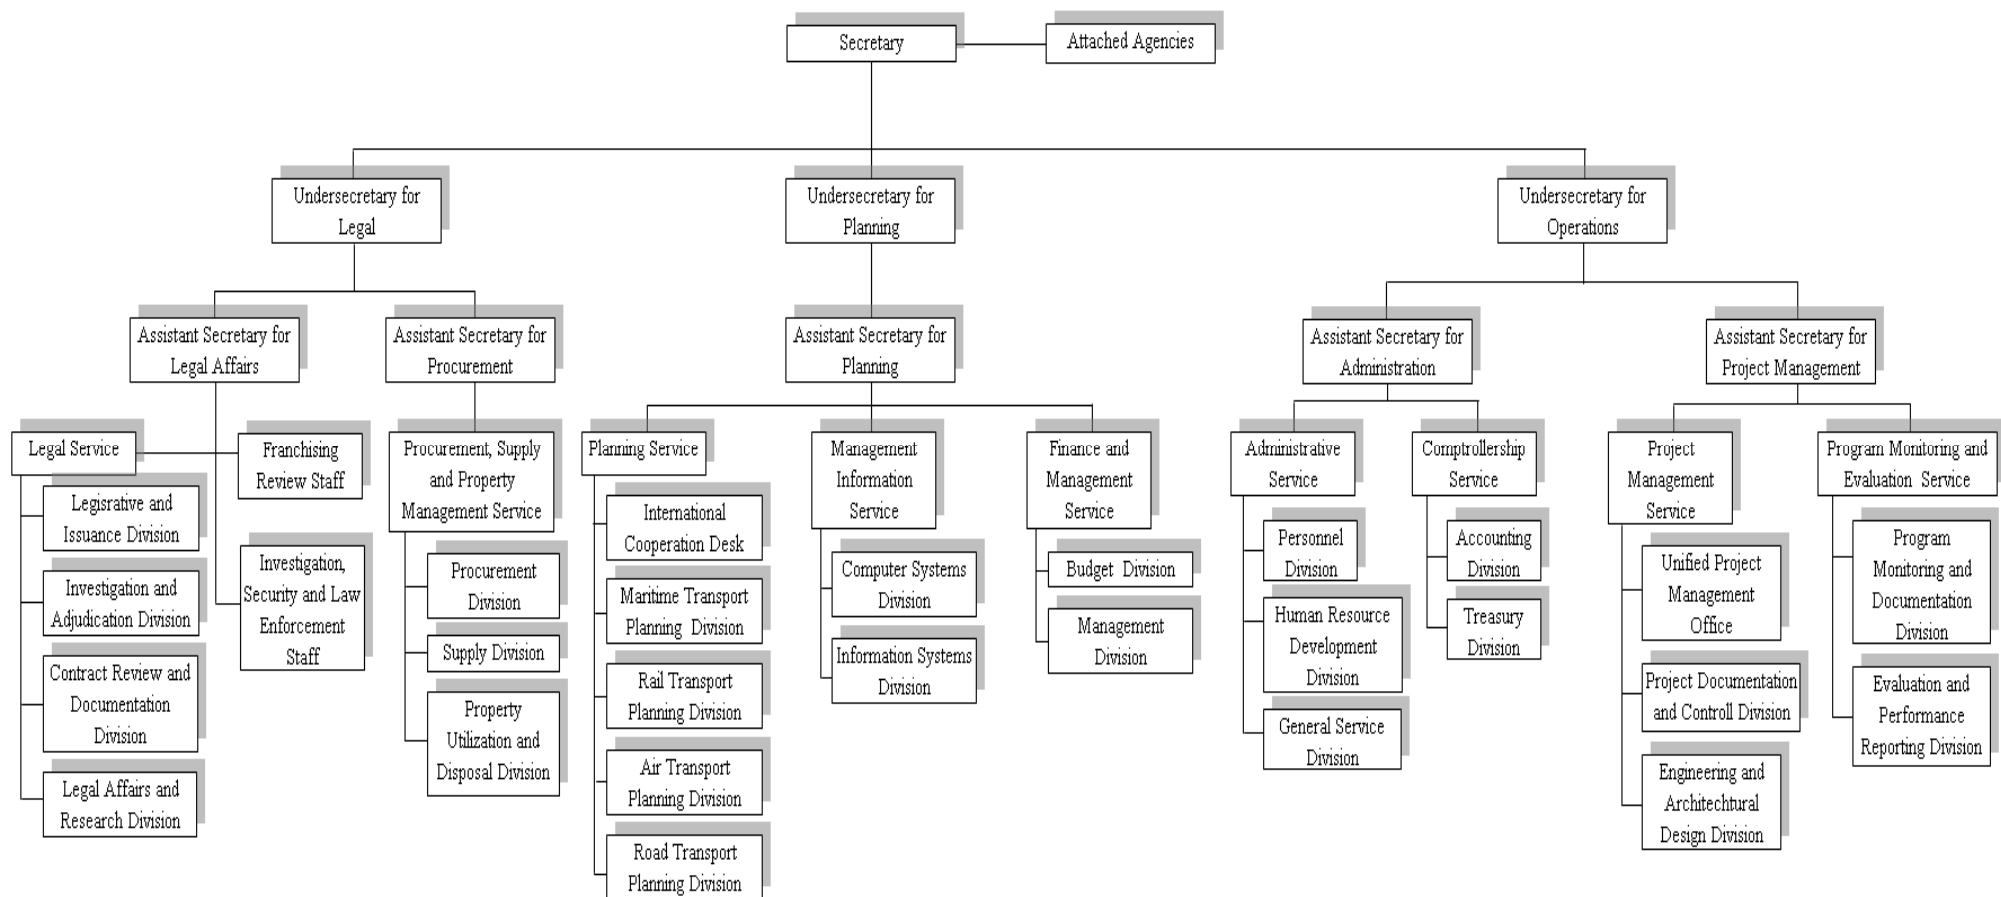 Secretary
Attached Agencies
Undersecretary for
Legal
Undersecretary for
Planning
Undersecretary for
Operations
Assistant Secretary for
Legal Affairs
Assistant Secretary for
Procurement
Assistant Secretary for
Planning
Assistant Secretary for
Administration
Assistant Secretary for
Project Management
Legal Service
Franchising
Review Staff
Legisrative and
Issuance Division
Investigation and
Adjudication Division
Contract Review and
Documentation
Division
Legal Affairs and
Research Division
Investigation,
Security and Law
Enforcement
Staff
Procurement, Supply
and Property
Management Service
Procurement
Division
Supply Division
Property
Utilization and
Disposal Division
Planning Service
International
Cooperation Desk
Maritime Transport
Planning Division
Rail Transport
Planning Division
Air Transport
Planning Division
Road Transport
Planning Division
Management
Information
Service
Computer Systems
Division
Information Systems
Division
Finance and
Management
Service
Budget Division
Management
Division
Administrative
Service
Personnel
Division
Human Resource
Development
Division
General Service
Division
Comptrollership
Service
Accounting
Division
Treasury
Division
Project
Management
Service
Unified Project
Management
Office
Project Documentation
and Controll Division
Engineering and
Architechtural
Design Division
Program Monitoring and
Evaluation Service
Program
Monitoring and
Documentation
Division
Evaluation and
Performance
Reporting Division